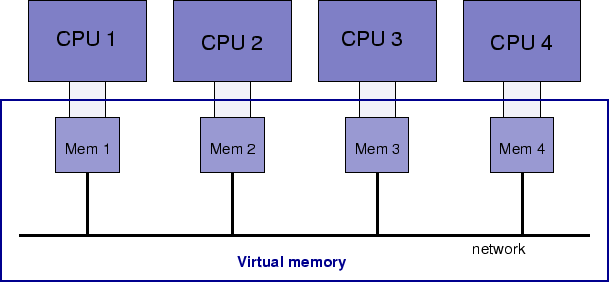 CPU 1
CPU 2
CPU 3
CPU 4
Mem 1
Mem 2
Mem 3
Mem 4
network
Virtual memory